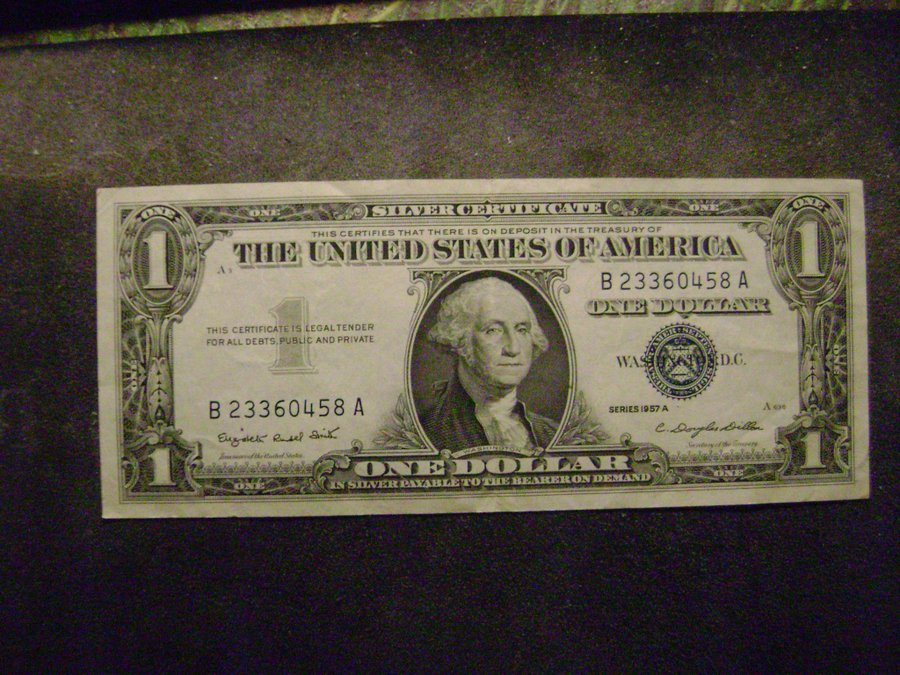 ONE
ONE
SILVER CERTIFICATE
ONE
ONE
1
1
THIS CERTIFIES THAT THERE IS ON DEPOSIT IN THE TREASURY OF
THE UNITED STATES OF AMERICA
B 23360458 A
ONE DOLLAR
1
THIS CERTIFICATE IS LEGAL TENDER
FOR ALL DEBTS, PUBLIC AND PRIVATE
WASHINGTON, D.C.
B 23360458 A
SERIES 1957 A
Elizabeth Rudel Smith
C. Douglas Dillon
Treasurer of the United States
Secretary of the Treasury
WASHINGTON
1
1
ONE DOLLAR
IN SILVER PAYABLE TO THE BEARER ON DEMAND
ONE
ONE